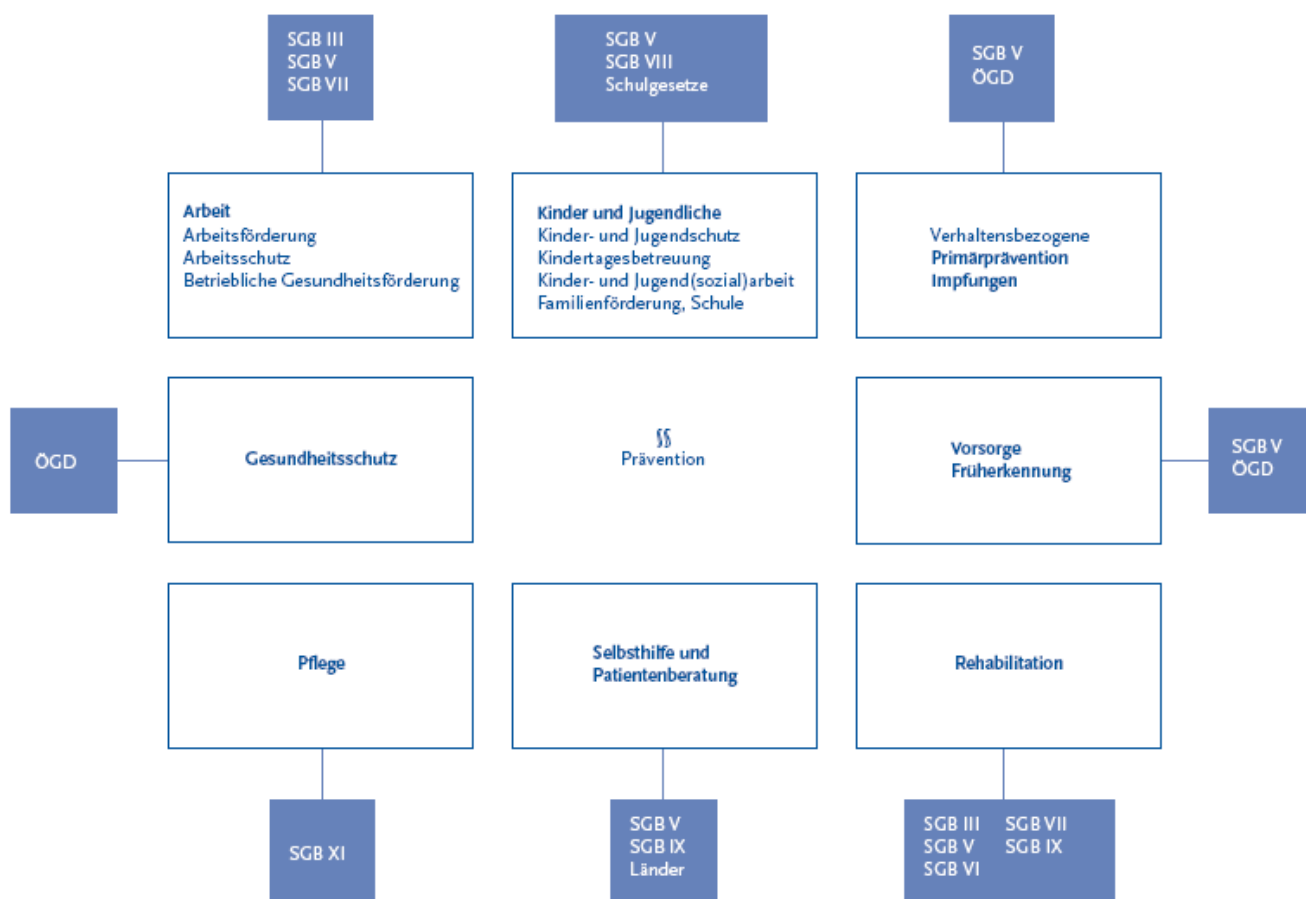 SGB III
SGB V
SGB VII
SGB V
SGB VIII
Schulgesetze
SGB V
ÖGD
Arbeit
Arbeitsförderung
Arbeitsschutz
Betriebliche Gesundheitsförderung
Kinder und Jugendliche
Kinder- und Jugendschutz
Kindertagesbetreuung
Kinder- und Jugend(sozial)arbeit
Familienförderung, Schule
Verhaltensbezogene
Primärprävention
Impfungen
ÖGD
Gesundheitsschutz
§§
Prävention
Vorsorge
Früherkennung
SGB V
ÖGD
Pflege
Selbsthilfe und
Patientenberatung
Rehabilitation
SGB XI
SGB V
SGB IX
Länder
SGB III SGB VII
SGB V SGB IX
SGB VI